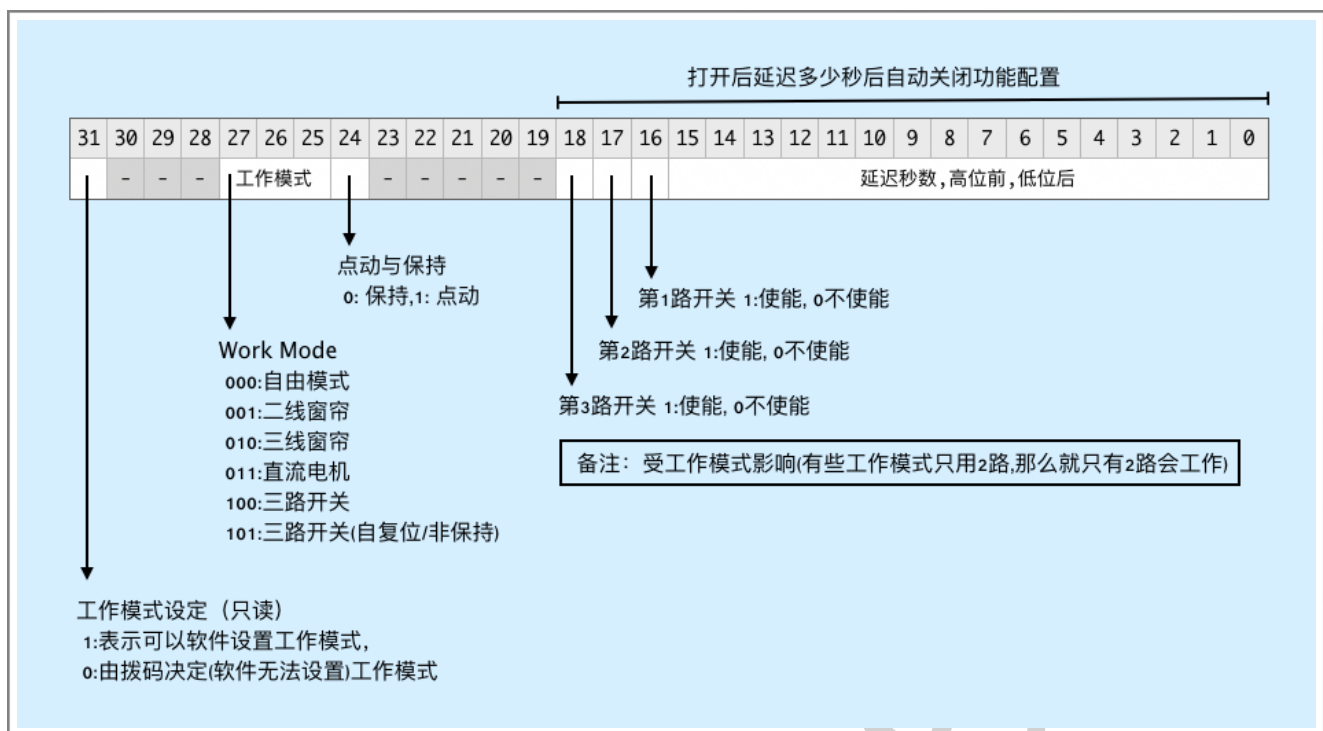 打开后延迟多少秒后自动关闭功能配置
31 30 29 28 27 26 25 24 23 22 21 20 19 18 17 16 15 14 13 12 11 10 9 8 7 6 5 4 3 2 1 0
- - - 工作模式 - - - - - 延迟秒数,高位前,低位后
点动与保持
0: 保持,1: 点动
第1路开关 1:使能, 0不使能
Work Mode
第2路开关 1:使能, 0不使能
000:自由模式
001:二线窗帘
第3路开关 1:使能, 0不使能
010:三线窗帘
011:直流电机
备注：受工作模式影响(有些工作模式只用2路,那么就只有2路会工作)
100:三路开关
101:三路开关(自复位/非保持)
工作模式设定（只读）
1:表示可以软件设置工作模式,
0:由拨码决定(软件无法设置)工作模式